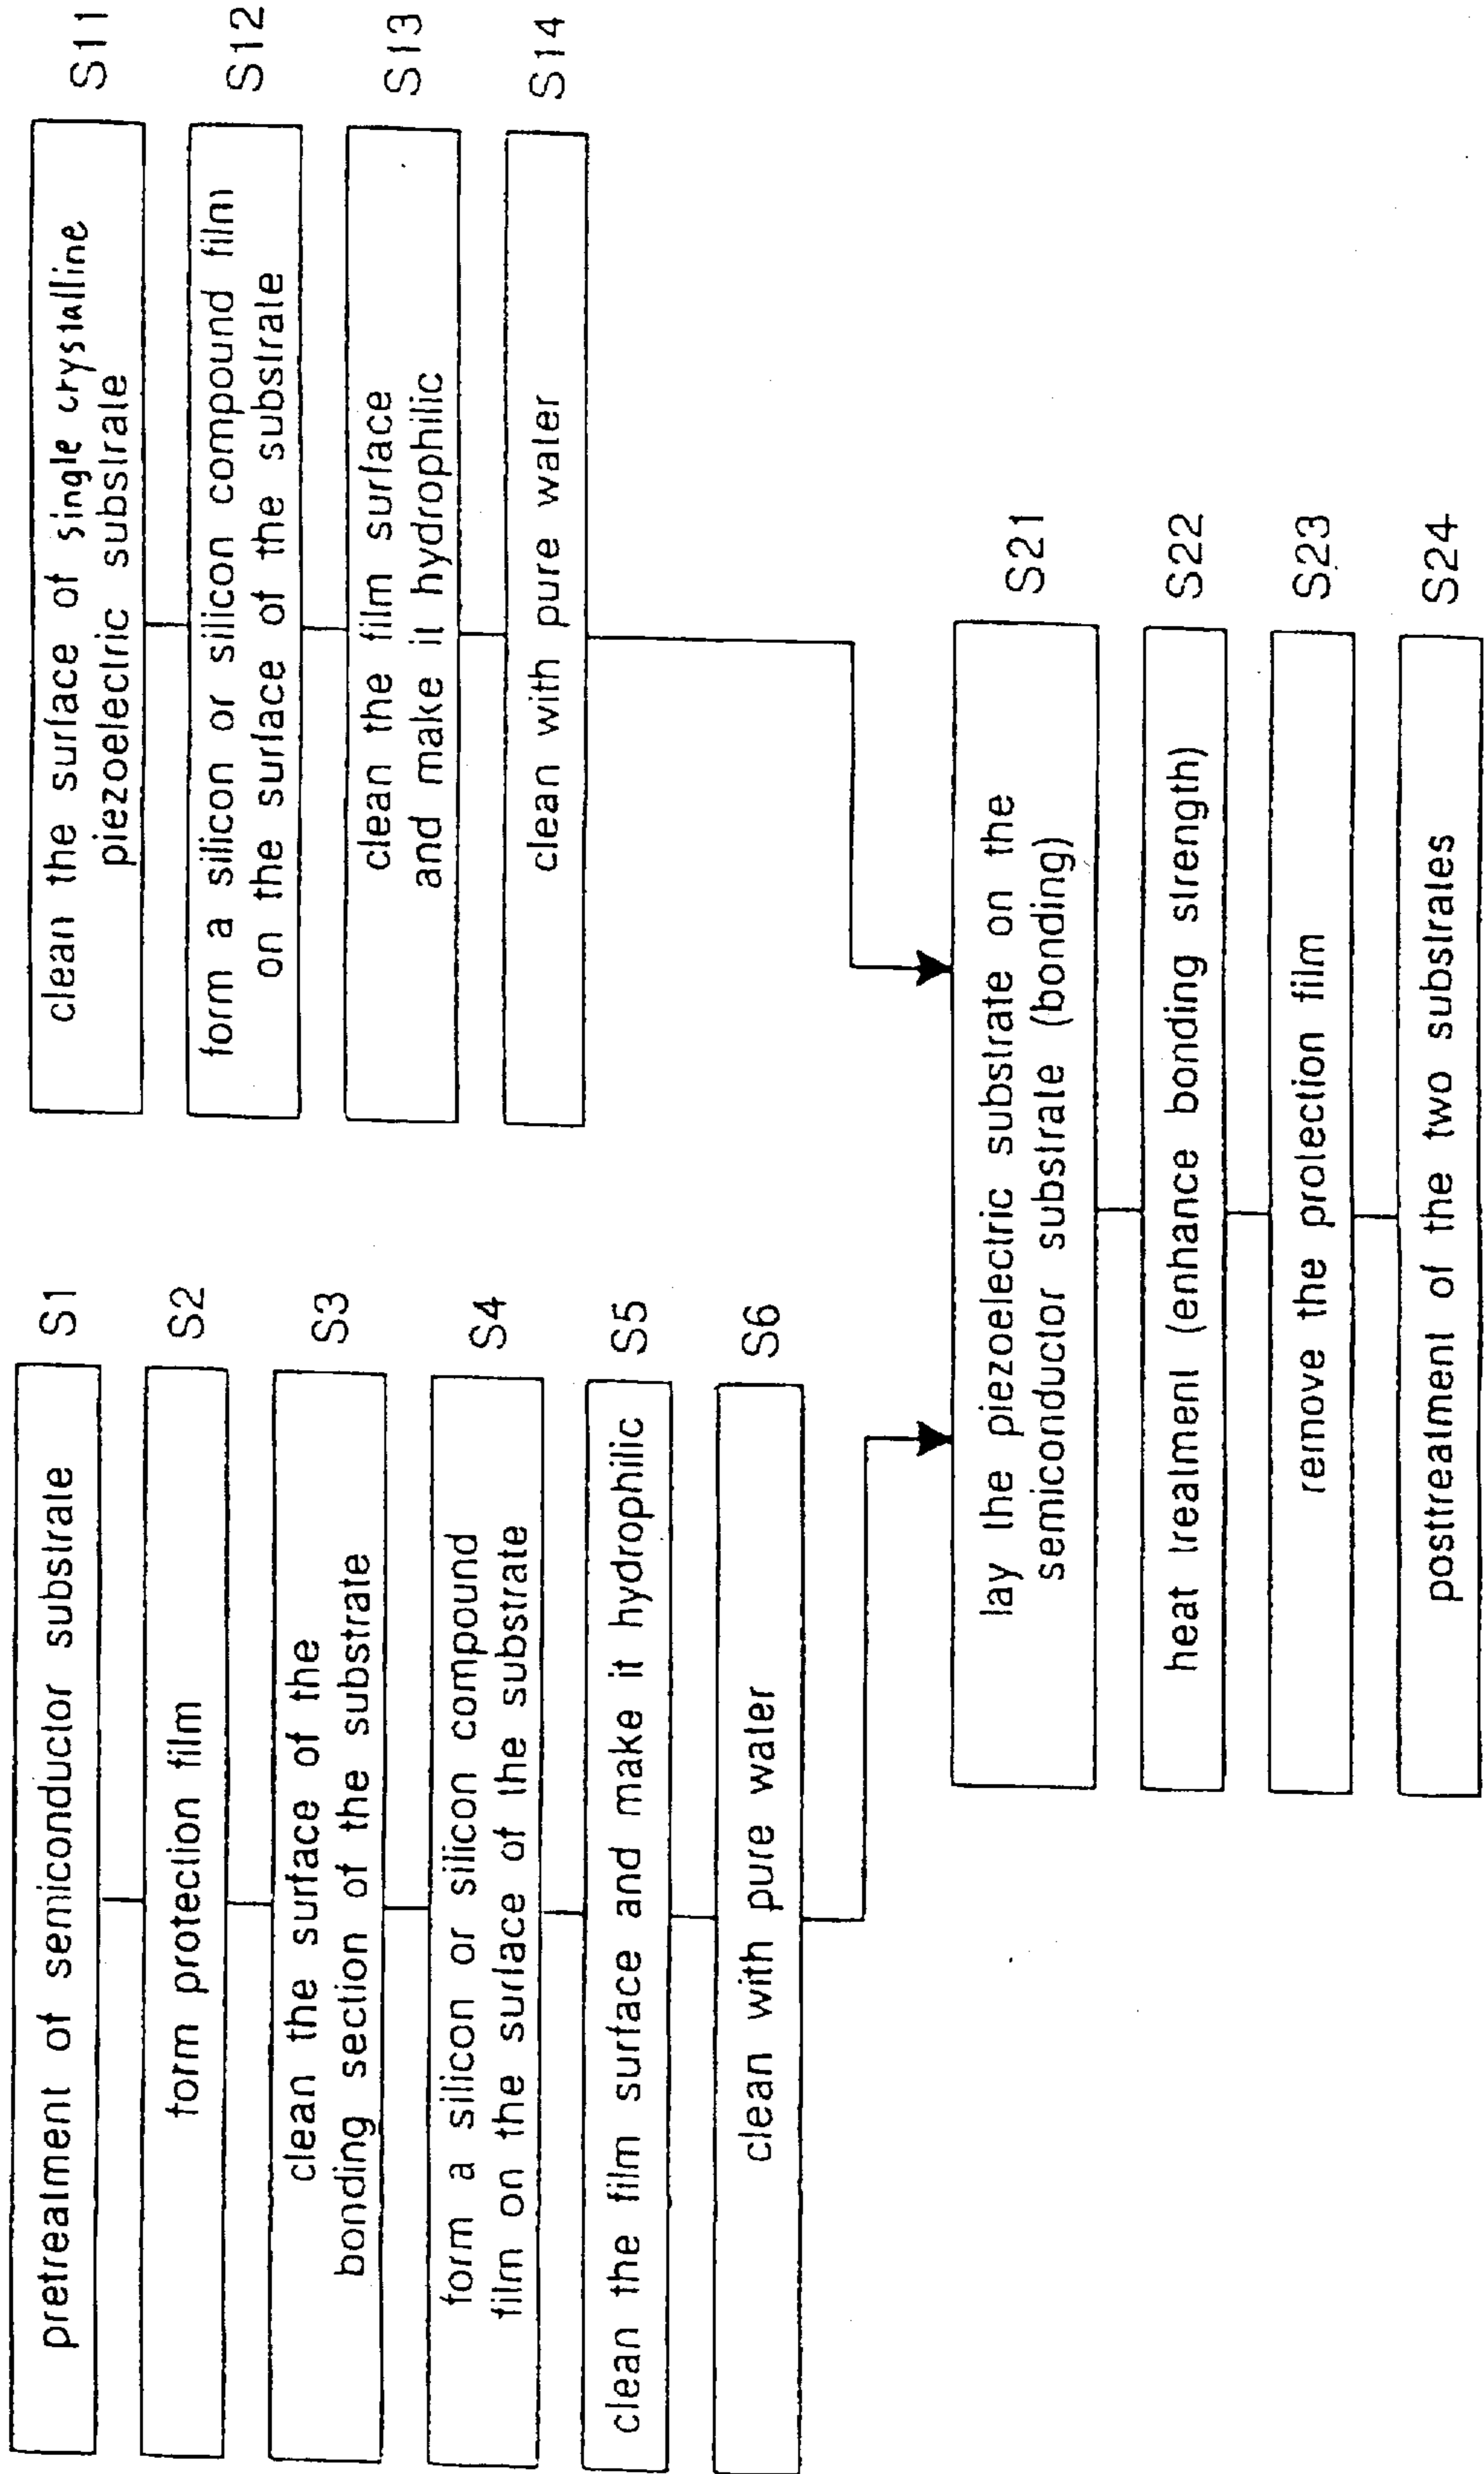 pretreatment of semiconductor substrate S1
form protection film S2
clean the surface of the
bonding section of the substrate S3
form a silicon or silicon compound
film on the surface of the substrate S4
clean the film surface and make it hydrophilic S5
clean with pure water S6
clean the surface of single crystalline
piezoelectric substrate S11
form a silicon or silicon compound film
on the surface of the substrate S12
clean the film surface
and make it hydrophilic S13
clean with pure water S14
lay the piezoelectric substrate on the
semiconductor substrate (bonding) S21
heat treatment (enhance bonding strength) S22
remove the protection film S23
posttreatment of the two substrates S24